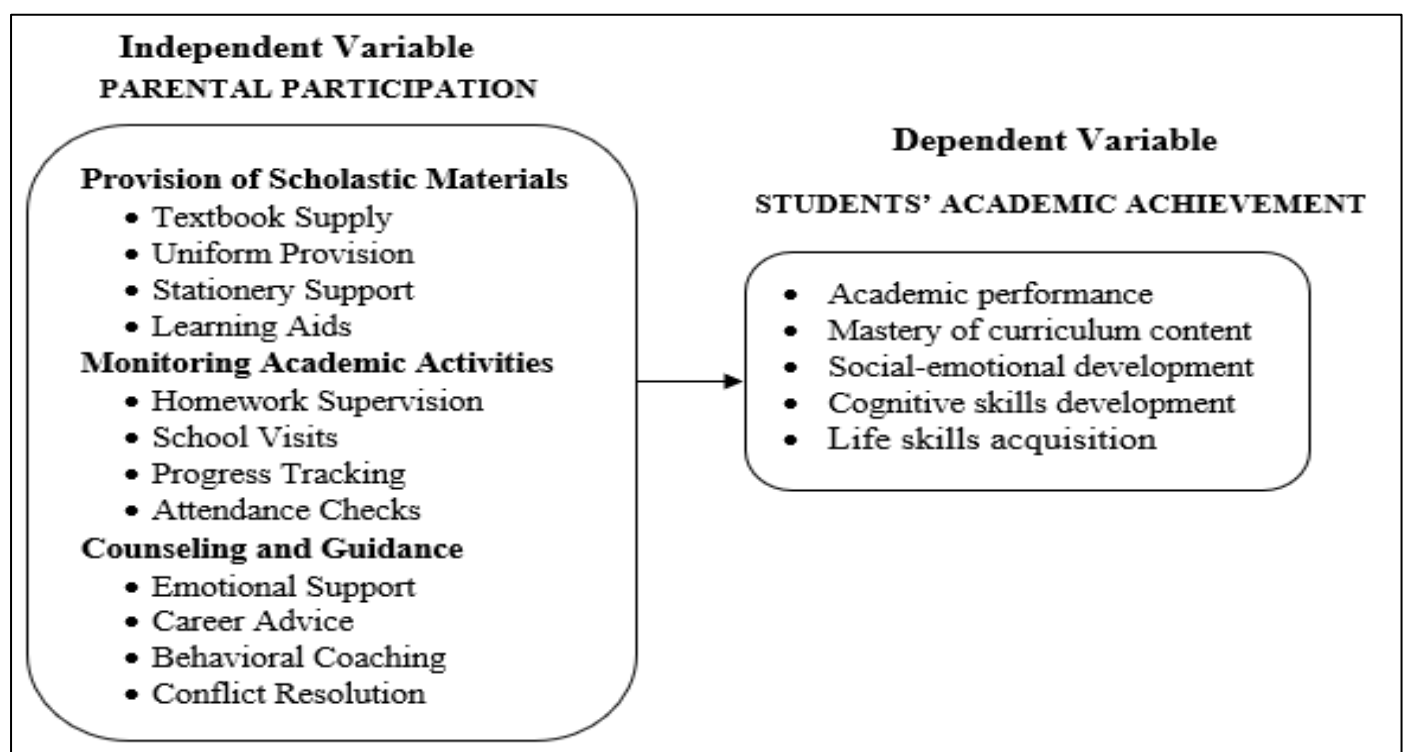 Independent Variable
PARENTAL PARTICIPATION
Provision of Scholastic Materials
• Textbook Supply
• Uniform Provision
• Stationery Support
• Learning Aids
Monitoring Academic Activities
• Homework Supervision
• School Visits
• Progress Tracking
• Attendance Checks
Counseling and Guidance
• Emotional Support
• Career Advice
• Behavioral Coaching
• Conflict Resolution
Dependent Variable
STUDENTS’ ACADEMIC ACHIEVEMENT
• Academic performance
• Mastery of curriculum content
• Social-emotional development
• Cognitive skills development
• Life skills acquisition